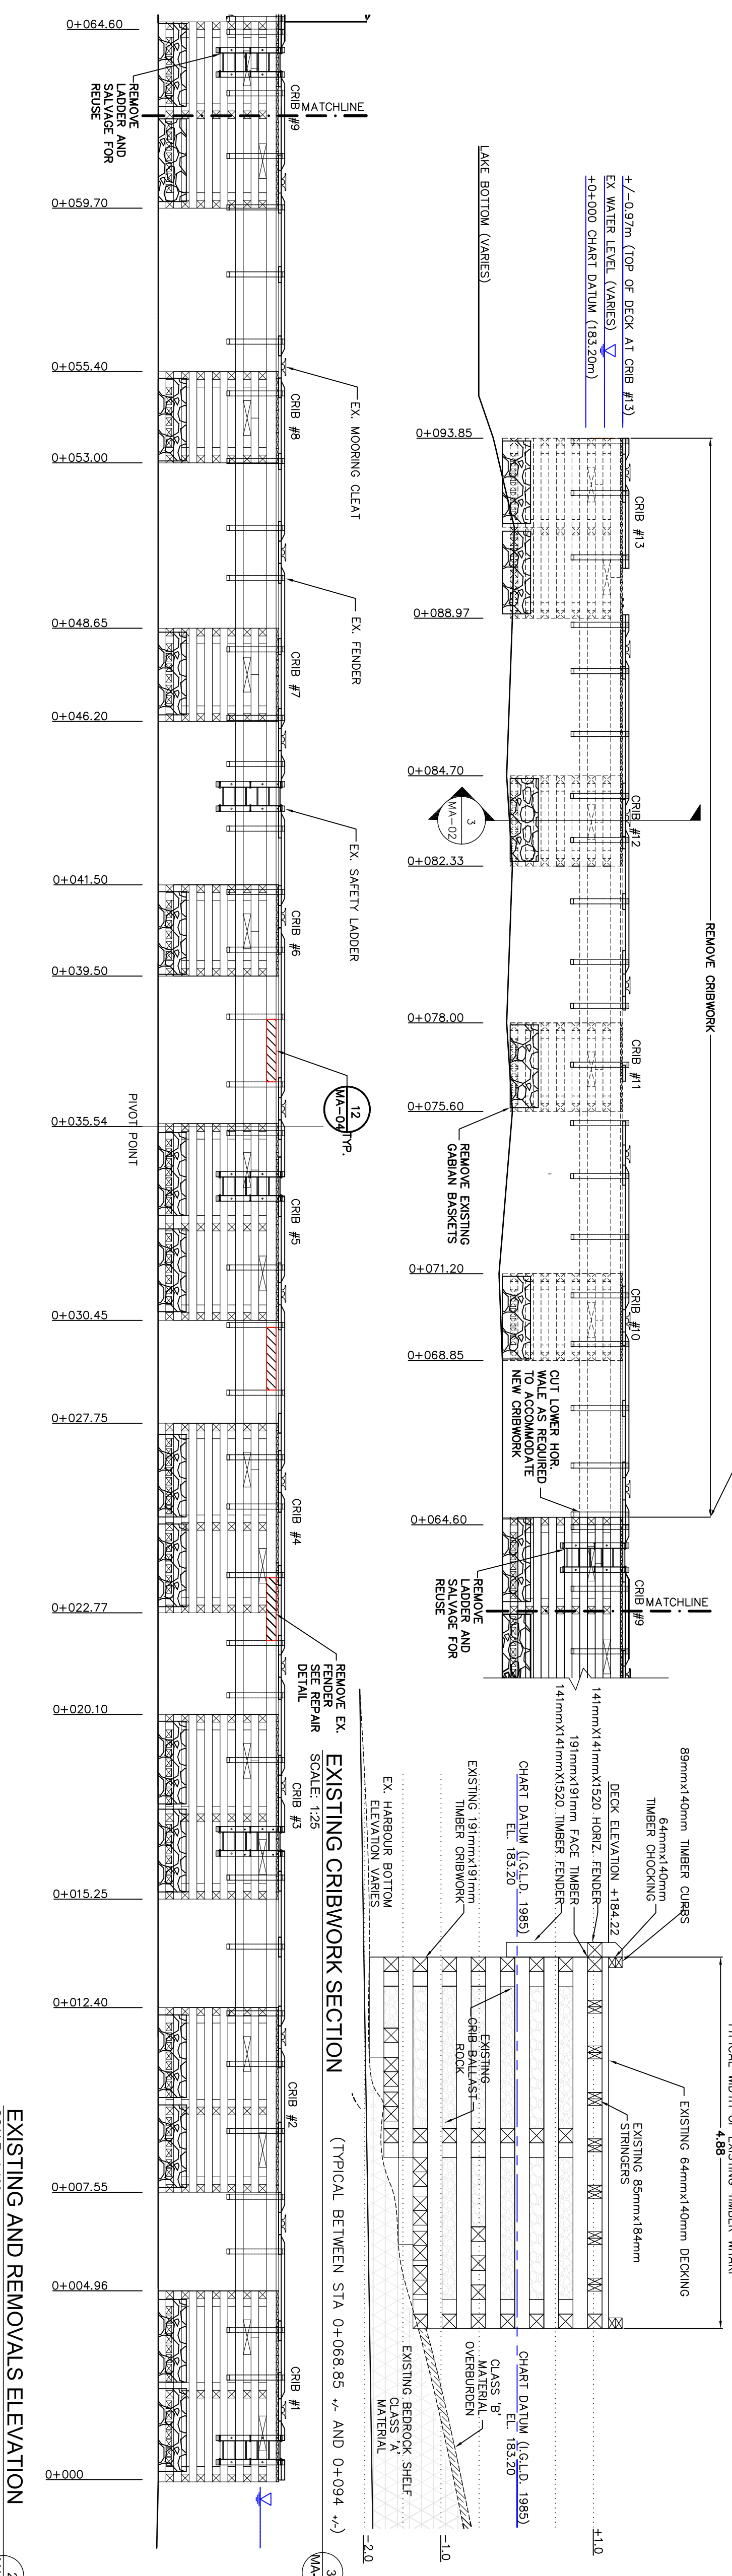 +/-0.97m (TOP OF DECK AT CRIB #13)
EX WATER LEVEL (VARIES)
+0+000 CHART DATUM (183.20m)
LAKE BOTTOM (VARIES)
REMOVE CRIBWORK
CRIB #13
CRIB #12
CRIB #11
CRIB #10
CRIB #9
MATCHLINE
0+093.85
0+088.97
0+084.70
0+082.33
0+078.00
0+075.60
0+071.20
0+068.85
0+064.60
3
MA-02
REMOVE EXISTING
GABIAN BASKETS
CUT LOWER HOR.
WALE AS REQUIRED
TO ACCOMMODATE
NEW CRIBWORK
REMOVE
LADDER AND
SALVAGE FOR
REUSE
4.88
89mmx140mm TIMBER CURBS
64mmx140mm
TIMBER CHOCKING
DECK ELEVATION +184.22
141mmX141mmX1520 HORIZ. FENDER
191mmx191mm FACE TIMBER
141mmX141mmX1520 TIMBER FENDER
CHART DATUM (I.G.L.D. 1985)
EL. 183.20
EXISTING 191mmx191mm
TIMBER CRIBWORK
EX. HARBOUR BOTTOM
ELEVATION VARIES
EXISTING 64mmx140mm DECKING
EXISTING 85mmx184mm
STRINGERS
EXISTING
CRIB BALLAST
ROCK
CHART DATUM (I.G.L.D. 1985)
EL. 183.20
CLASS 'B'
MATERIAL
OVERBURDEN
EXISTING BEDROCK SHELF
CLASS 'A'
MATERIAL
+1.0
-1.0
-2.0
EXISTING CRIBWORK SECTION
SCALE: 1:25
(TYPICAL BETWEEN STA 0+068.85 +/- AND 0+094 +/-)
3
MA-
MATCHLINE
CRIB #9
CRIB #8
CRIB #7
CRIB #6
CRIB #5
CRIB #4
CRIB #3
CRIB #2
CRIB #1
REMOVE
LADDER AND
SALVAGE FOR
REUSE
EX. MOORING CLEAT
EX. FENDER
EX. SAFETY LADDER
12
MA-04
TYP.
REMOVE EX.
FENDER
SEE REPAIR
DETAIL
PIVOT POINT
0+064.60
0+059.70
0+055.40
0+053.00
0+048.65
0+046.20
0+041.50
0+039.50
0+035.54
0+030.45
0+027.75
0+022.77
0+020.10
0+015.25
0+012.40
0+007.55
0+004.96
0+000
EXISTING AND REMOVALS ELEVATION